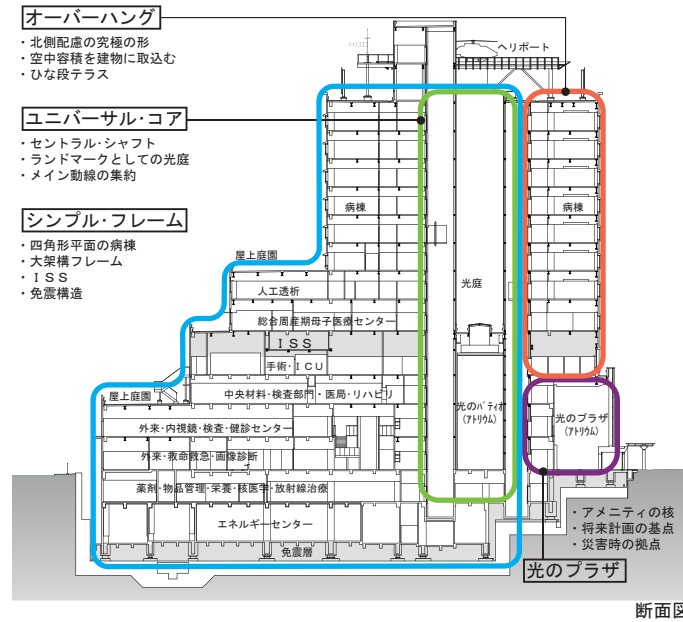 オーバーハング
・北側配慮の究極の形
・空中容積を建物に取込む
・ひな段テラス
ユニバーサル・コア
・セントラル・シャフト
・ランドマークとしての光庭
・メイン動線の集約
シンプル・フレーム
・四角形平面の病棟
・大架構フレーム
・ＩＳＳ
・免震構造
ヘリポート
病棟
病棟
屋上庭園
光庭
人工透析
総合周産期母子医療センター
ＩＳＳ
手術・ＩＣＵ
屋上庭園
中央材料・検査部門・医局・リハビリ
光のパティオ
(アトリウム)
光のプラザ
(アトリウム)
外来・内視鏡・検査・健診センター
外来・救命救急・画像診断
薬剤・物品管理・栄養・核医学・放射線治療
エネルギーセンター
免震層
・アメニティの核
・将来計画の基点
・災害時の拠点
光のプラザ
断面図